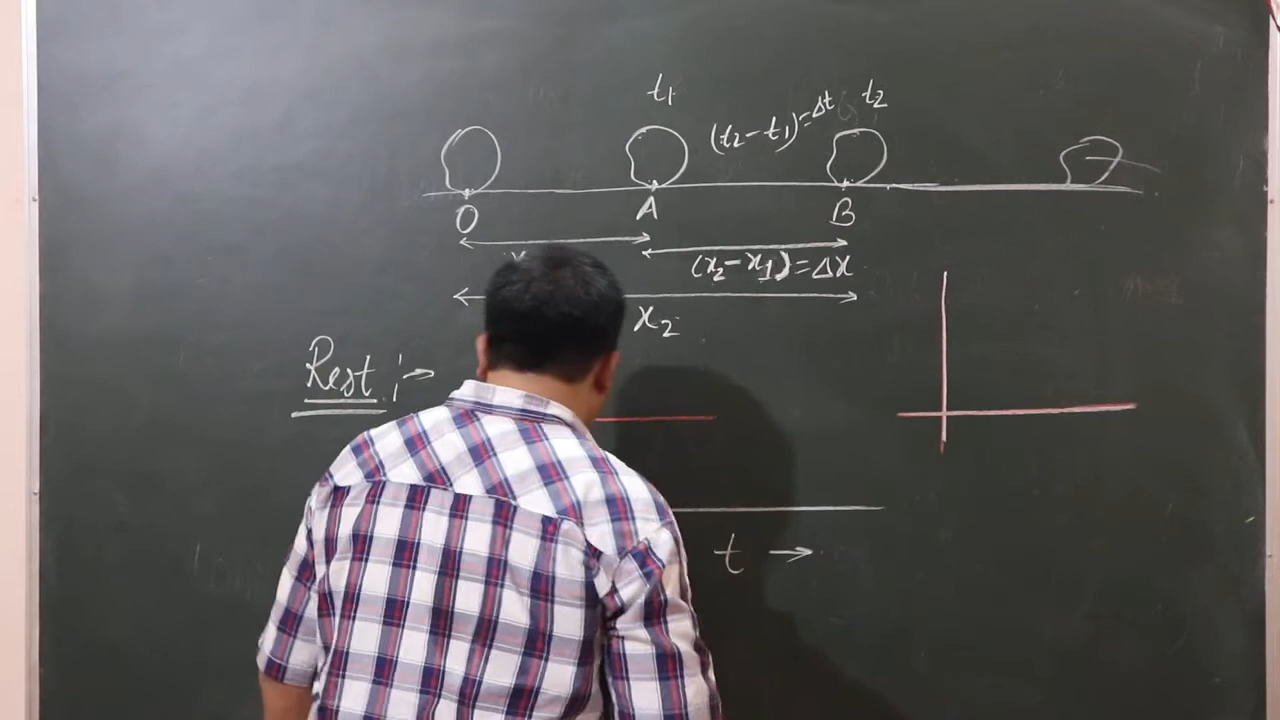 t₁ t₂
(t₂-t₁)=Δt
O A B
(x₂-x₁)=Δx
x₂
Rest :→
t →